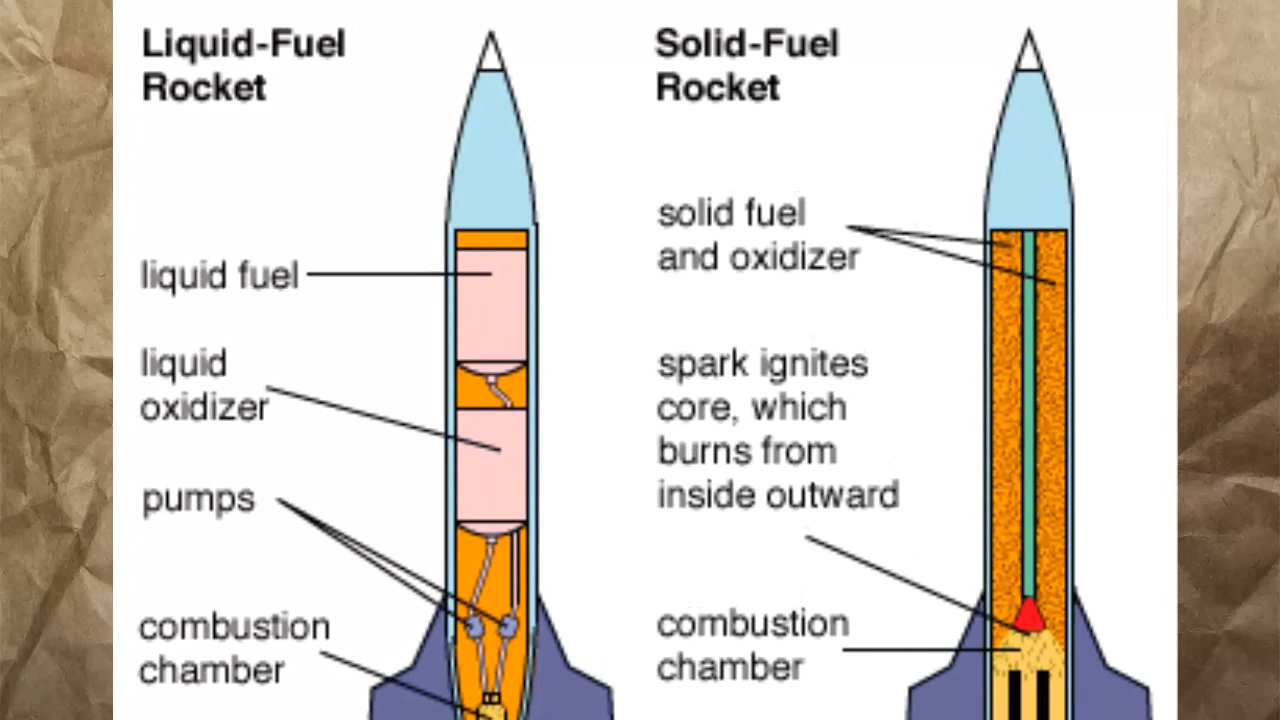 Liquid-Fuel
Rocket
liquid fuel
liquid
oxidizer
pumps
combustion
chamber
Solid-Fuel
Rocket
solid fuel
and oxidizer
spark ignites
core, which
burns from
inside outward
combustion
chamber